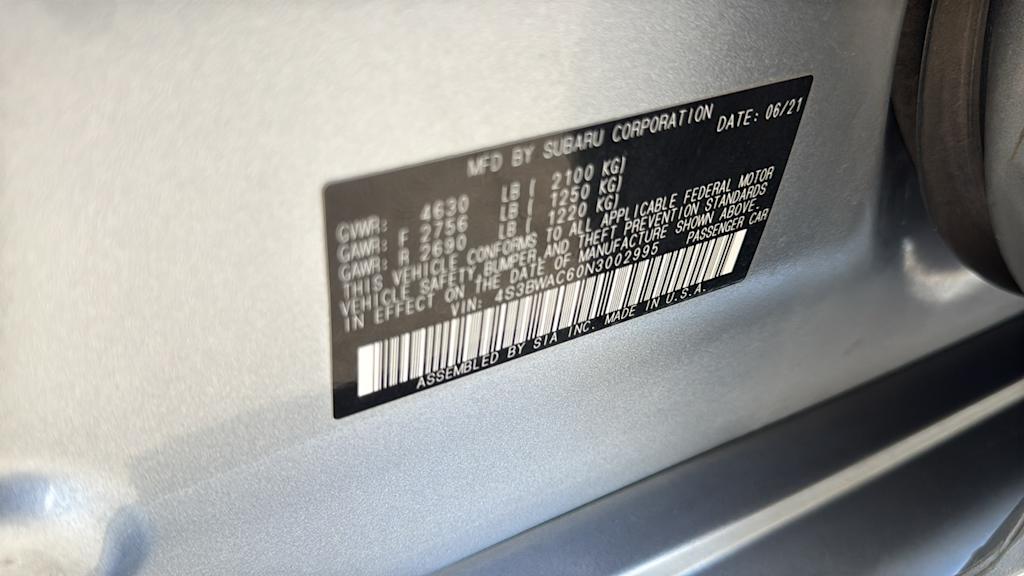 MFD BY SUBARU CORPORATION DATE: 06/21
GVWR: 4630 LB ( 2100 KG)
GAWR: F 2756 LB ( 1250 KG)
GAWR: R 2690 LB ( 1220 KG)
THIS VEHICLE CONFORMS TO ALL APPLICABLE FEDERAL MOTOR
VEHICLE SAFETY, BUMPER, AND THEFT PREVENTION STANDARDS
IN EFFECT ON THE DATE OF MANUFACTURE SHOWN ABOVE.
VIN: 4S3BWAC60N3002995 PASSENGER CAR
ASSEMBLED BY SIA INC. MADE IN U.S.A.